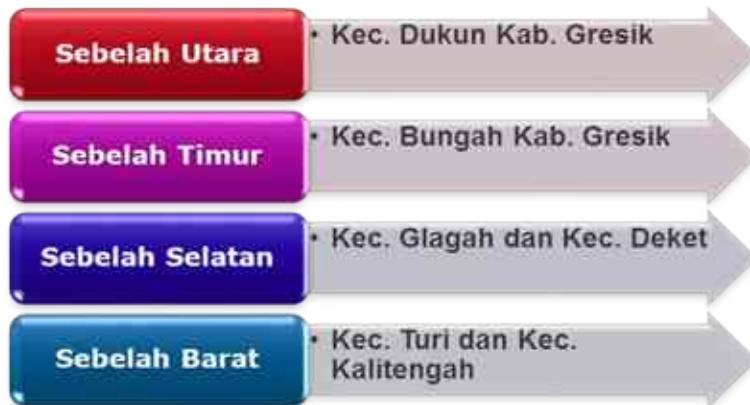 Sebelah Utara
• Kec. Dukun Kab. Gresik
Sebelah Timur
• Kec. Bungah Kab. Gresik
Sebelah Selatan
• Kec. Glagah dan Kec. Deket
Sebelah Barat
• Kec. Turi dan Kec.
Kalitengah